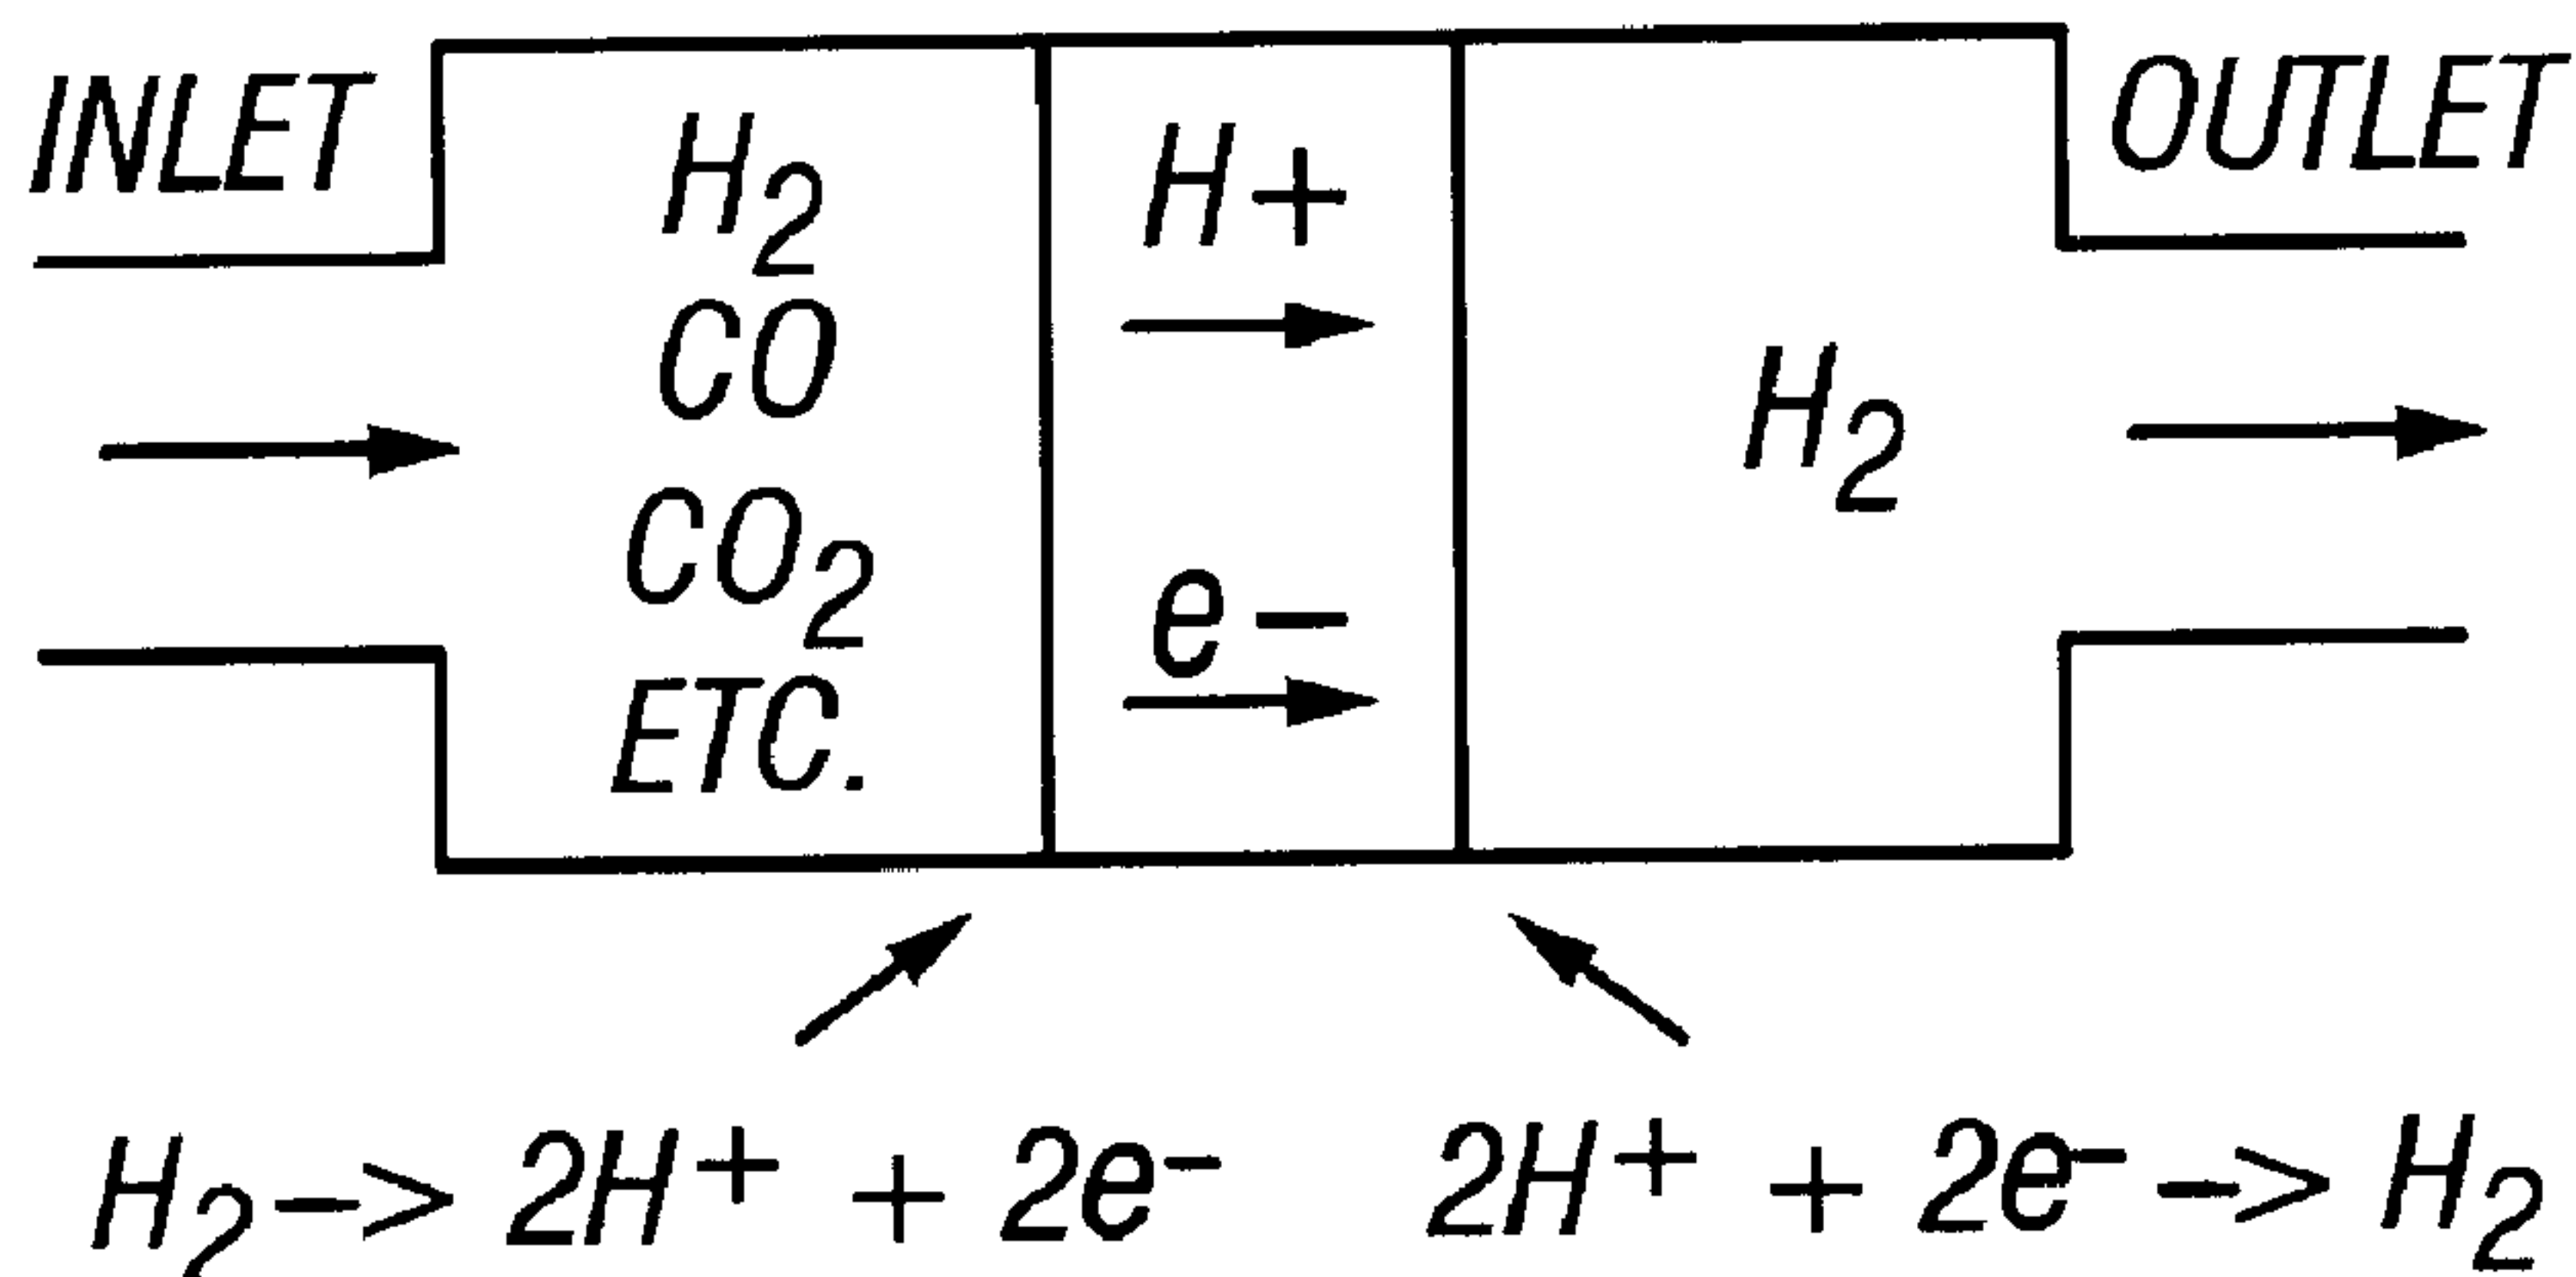 INLET
H2
CO
CO2
ETC.
H+
e-
H2
OUTLET
H2-> 2H+ + 2e-
2H+ + 2e- -> H2